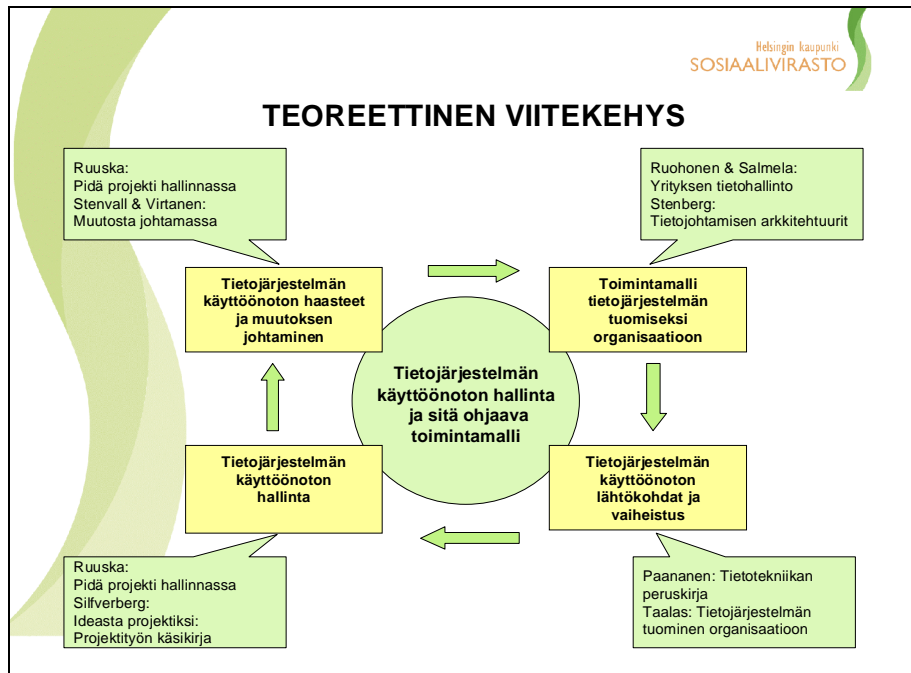 Helsingin kaupunki
SOSIAALIVIRASTO
TEOREETTINEN VIITEKEHYS
Ruuska:
Pidä projekti hallinnassa
Stenvall & Virtanen:
Muutosta johtamassa
Ruohonen & Salmela:
Yrityksen tietohallinto
Stenberg:
Tietojohtamisen arkkitehtuurit
Tietojärjestelmän
käyttöönoton haasteet
ja muutoksen
johtaminen
Toimintamalli
tietojärjestelmän
tuomiseksi
organisaatioon
Tietojärjestelmän
käyttöönoton hallinta
ja sitä ohjaava
toimintamalli
Tietojärjestelmän
käyttöönoton
hallinta
Tietojärjestelmän
käyttöönoton
lähtökohdat ja
vaiheistus
Ruuska:
Pidä projekti hallinnassa
Silfverberg:
Ideasta projektiksi:
Projektityön käsikirja
Paananen: Tietotekniikan
peruskirja
Taalas: Tietojärjestelmän
tuominen organisaatioon